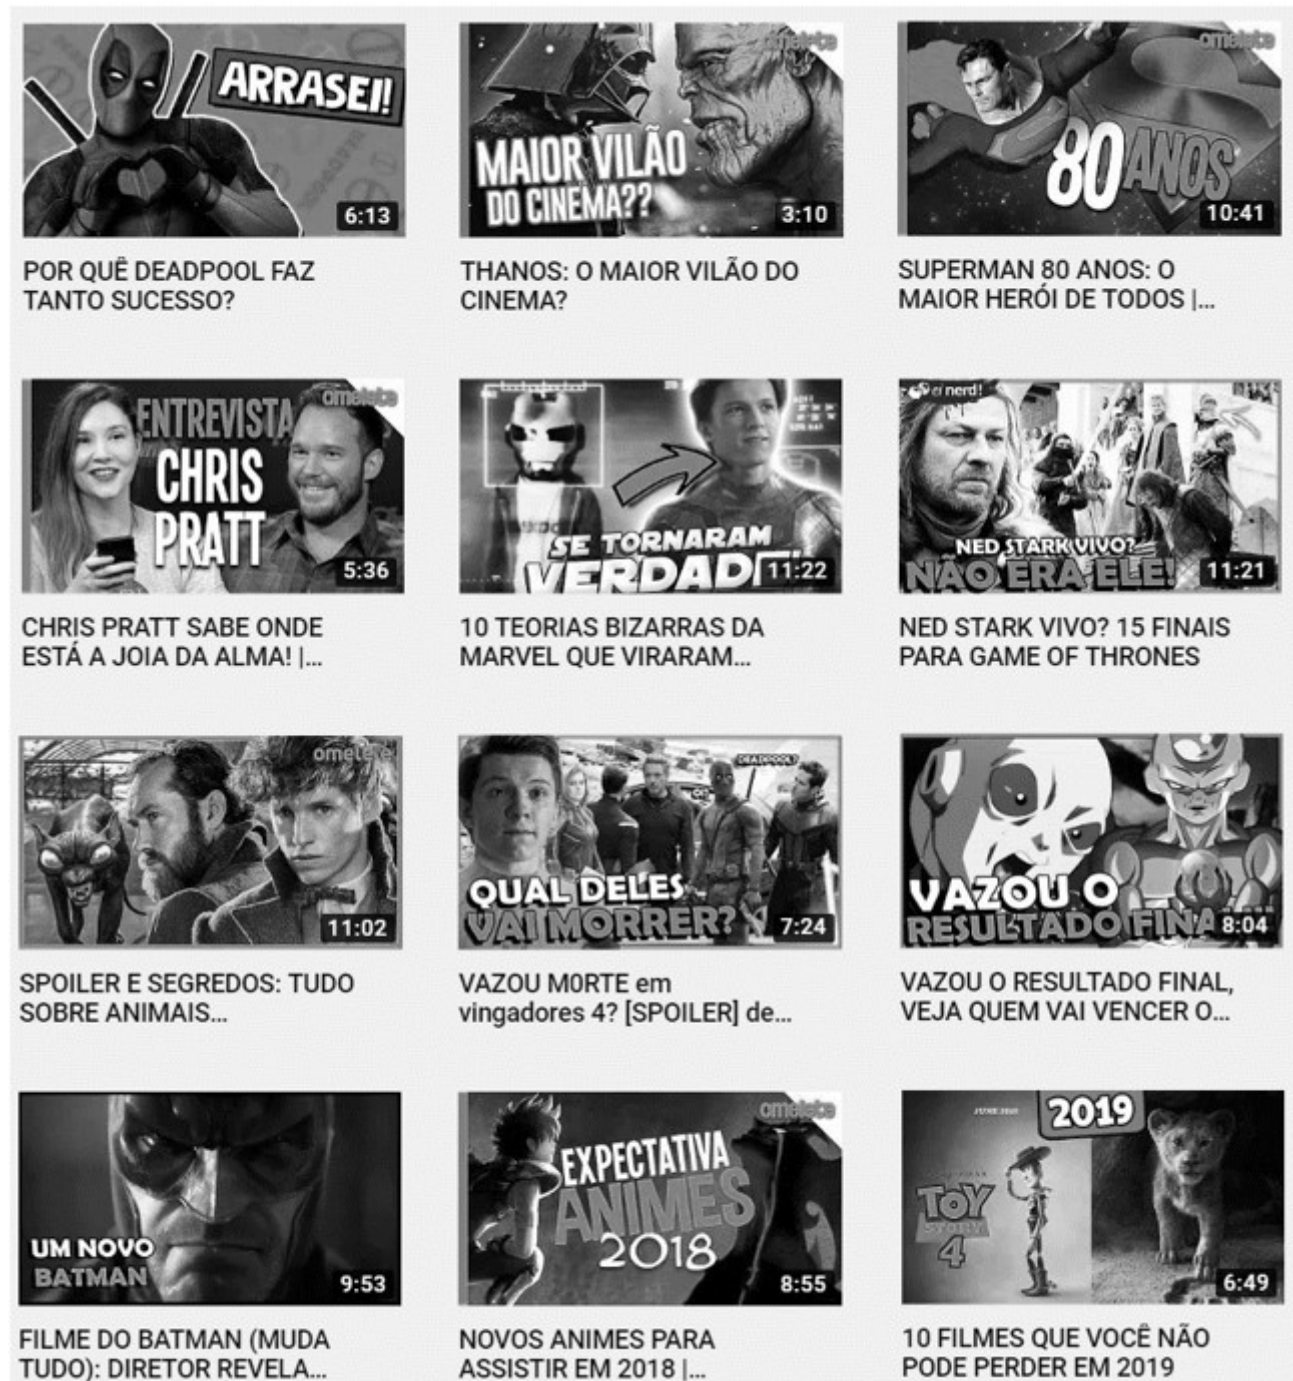 ARRASEI!
6:13
POR QUÊ DEADPOOL FAZ
TANTO SUCESSO?
omelete
MAIOR VILÃO
DO CINEMA??
3:10
THANOS: O MAIOR VILÃO DO
CINEMA?
omelete
80 ANOS
10:41
SUPERMAN 80 ANOS: O
MAIOR HERÓI DE TODOS |...
omelete
ENTREVISTA
CHRIS
PRATT
5:36
CHRIS PRATT SABE ONDE
ESTÁ A JOIA DA ALMA! |...
SE TORNARAM
11:22
10 TEORIAS BIZARRAS DA
MARVEL QUE VIRARAM...
ei nerd!
NED STARK VIVO?
NÃO ERA ELE!
11:21
NED STARK VIVO? 15 FINAIS
PARA GAME OF THRONES
omelete
11:02
SPOILER E SEGREDOS: TUDO
SOBRE ANIMAIS...
DEADPOOL?
QUAL DELES
VAI MORRER?
7:24
VAZOU M0RTE em
vingadores 4? [SPOILER] de...
VAZOU O
RESULTADO FINA
8:04
VAZOU O RESULTADO FINAL,
VEJA QUEM VAI VENCER O...
UM NOVO
BATMAN
9:53
FILME DO BATMAN (MUDA
TUDO): DIRETOR REVELA...
omelete
EXPECTATIVA
ANIMES
2018
8:55
NOVOS ANIMES PARA
ASSISTIR EM 2018 |...
2019
TOY
STORY
4
6:49
10 FILMES QUE VOCÊ NÃO
PODE PERDER EM 2019